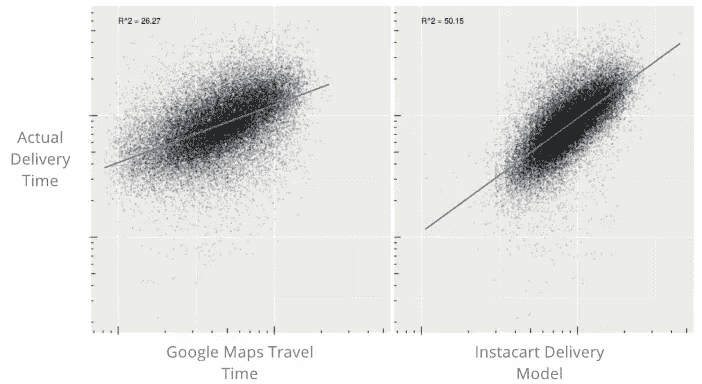 R^2 = 26.27
R^2 = 50.15
Actual
Delivery
Time
Google Maps Travel
Time
Instacart Delivery
Model